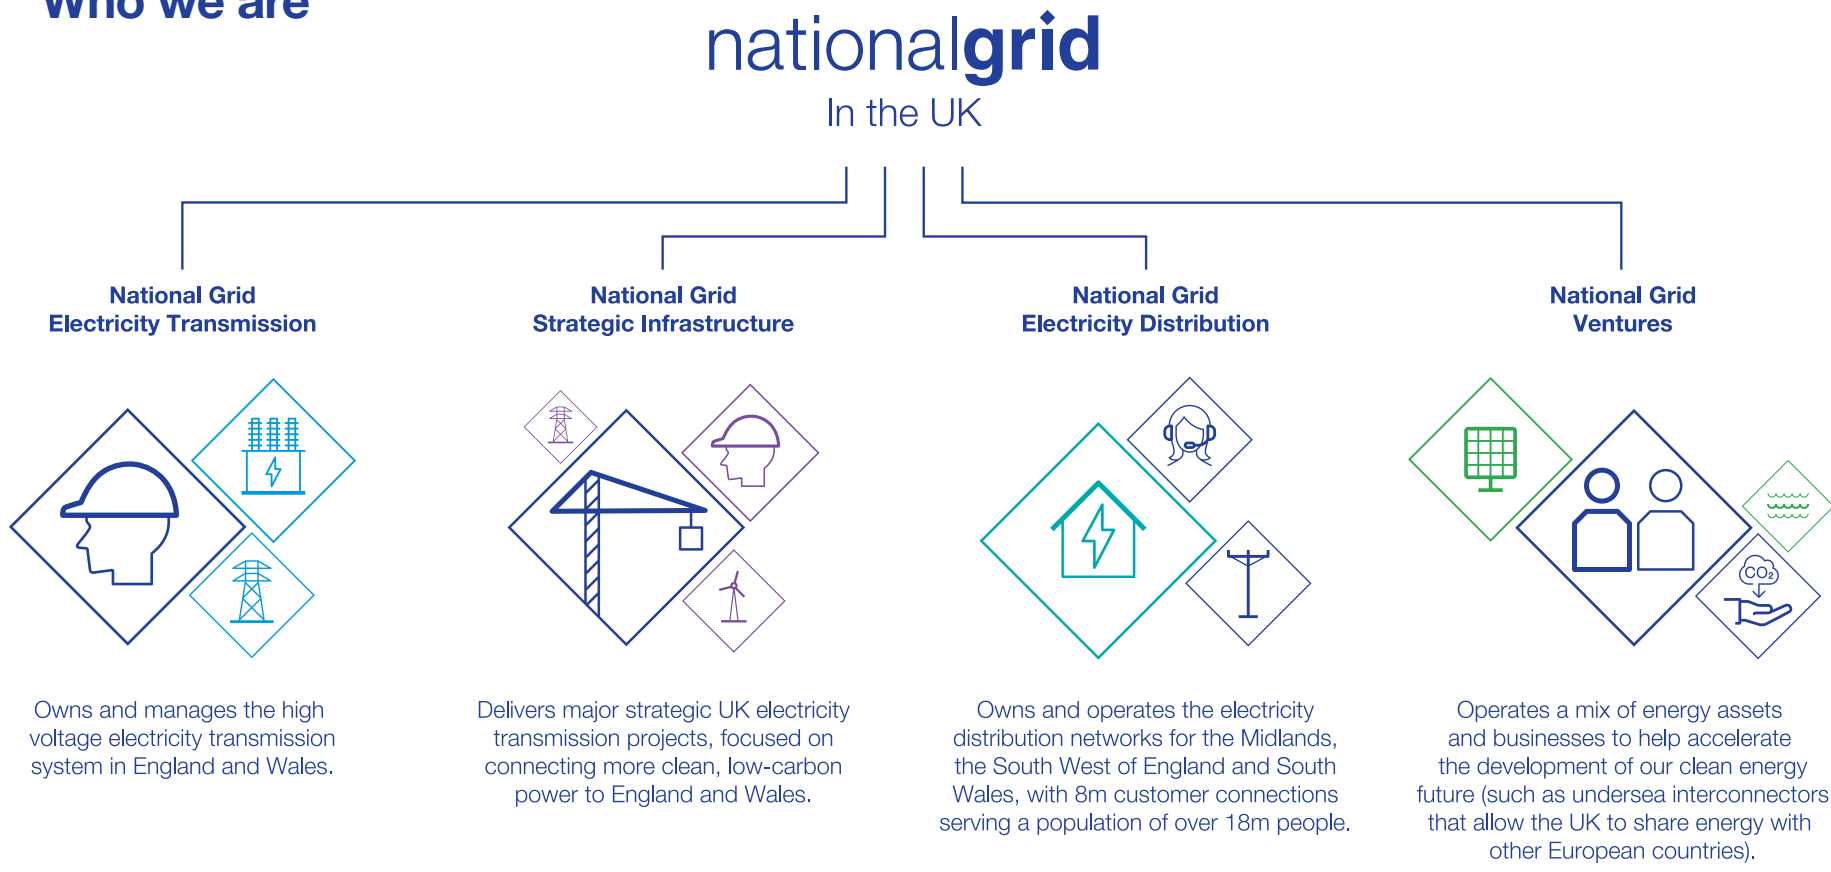 Who we are
nationalgrid
In the UK
National Grid
Electricity Transmission
National Grid
Strategic Infrastructure
National Grid
Electricity Distribution
National Grid
Ventures
CO₂
Owns and manages the high
voltage electricity transmission
system in England and Wales.
Delivers major strategic UK electricity
transmission projects, focused on
connecting more clean, low-carbon
power to England and Wales.
Owns and operates the electricity
distribution networks for the Midlands,
the South West of England and South
Wales, with 8m customer connections
serving a population of over 18m people.
Operates a mix of energy assets
and businesses to help accelerate
the development of our clean energy
future (such as undersea interconnectors
that allow the UK to share energy with
other European countries).